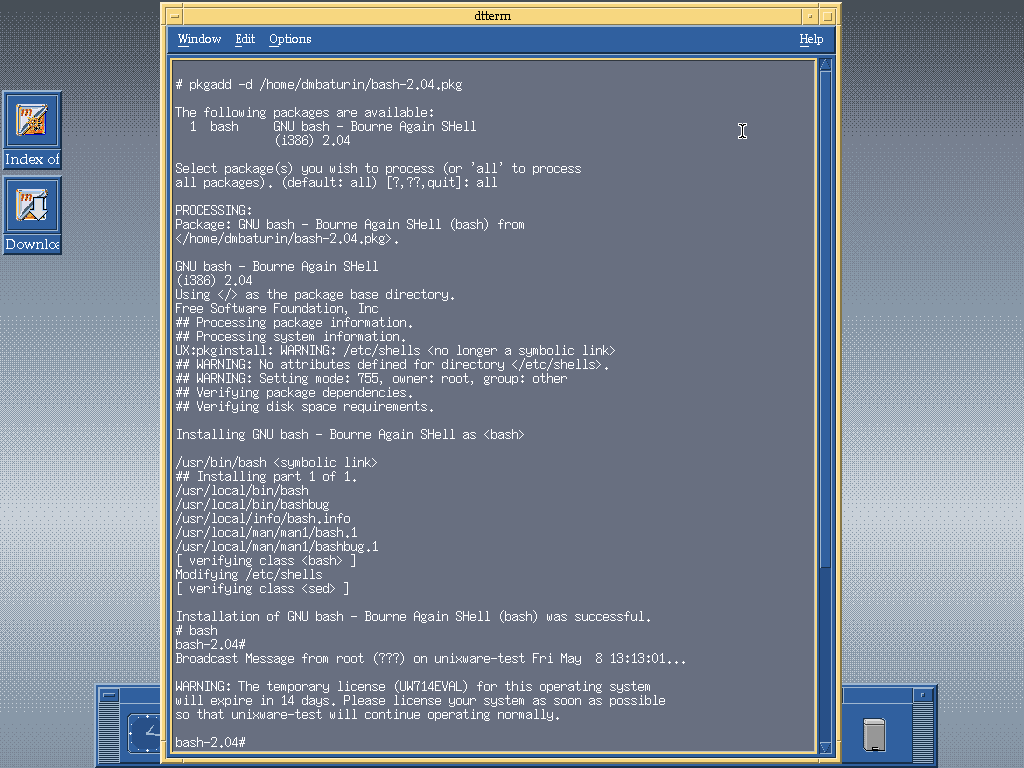 dtterm
Window Edit Options Help
# pkgadd -d /home/dmbaturin/bash-2.04.pkg
The following packages are available:
1 bash GNU bash - Bourne Again SHell
(i386) 2.04
Select package(s) you wish to process (or 'all' to process
all packages). (default: all) [?,??,quit]: all
PROCESSING:
Package: GNU bash - Bourne Again SHell (bash) from
</home/dmbaturin/bash-2.04.pkg>.
GNU bash - Bourne Again SHell
(i386) 2.04
Using </> as the package base directory.
Free Software Foundation, Inc
## Processing package information.
## Processing system information.
UX:pkginstall: WARNING: /etc/shells <no longer a symbolic link>
## WARNING: No attributes defined for directory </etc/shells>.
## WARNING: Setting mode: 755, owner: root, group: other
## Verifying package dependencies.
## Verifying disk space requirements.
Installing GNU bash - Bourne Again SHell as <bash>
/usr/bin/bash <symbolic link>
## Installing part 1 of 1.
/usr/local/bin/bash
/usr/local/bin/bashbug
/usr/local/info/bash.info
/usr/local/man/man1/bash.1
/usr/local/man/man1/bashbug.1
[ verifying class <bash> ]
Modifying /etc/shells
[ verifying class <sed> ]
Installation of GNU bash - Bourne Again SHell (bash) was successful.
# bash
bash-2.04#
Broadcast Message from root (???) on unixware-test Fri May  8 13:13:01...
WARNING: The temporary license (UW714EVAL) for this operating system
will expire in 14 days. Please license your system as soon as possible
so that unixware-test will continue operating normally.
bash-2.04#
Index of
Downlo